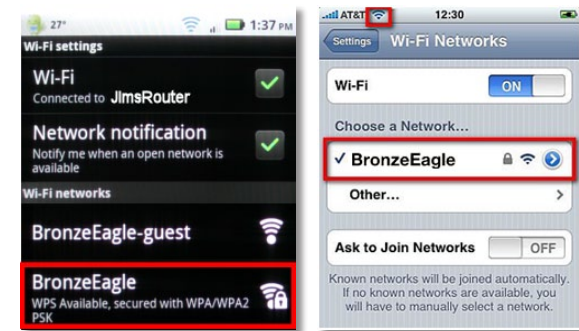 27°
1:37 PM
Wi-Fi settings
Wi-Fi
Connected to JimsRouter
Network notification
Notify me when an open network is
available
Wi-Fi networks
BronzeEagle-guest
BronzeEagle
WPS Available, secured with WPA/WPA2
PSK
AT&T
12:30
Settings
Wi-Fi Networks
Wi-Fi
ON
Choose a Network...
✓ BronzeEagle
Other...
Ask to Join Networks
OFF
Known networks will be joined automatically.
If no known networks are available, you
will have to manually select a network.